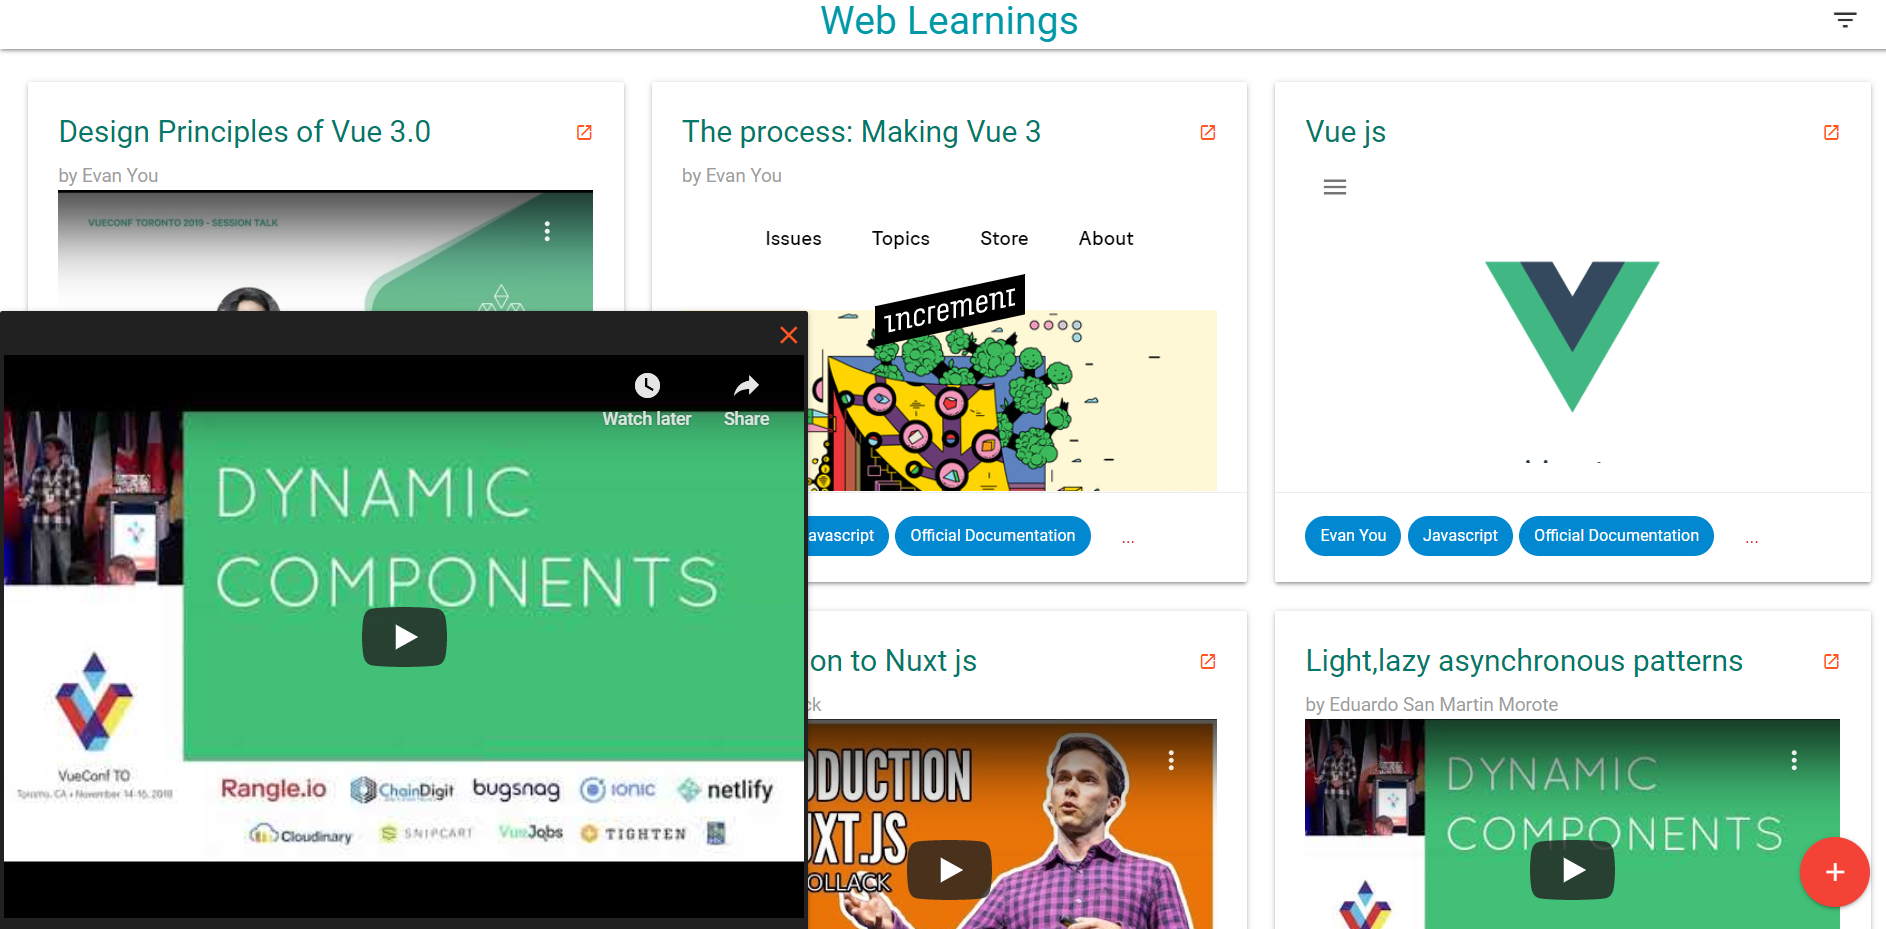 Web Learnings
Design Principles of Vue 3.0
by Evan You
VUECONF TORONTO 2019 - SESSION TALK
The process: Making Vue 3
by Evan You
Issues Topics Store About
increment
Vue js
Watch later Share
DYNAMIC
COMPONENTS
VueConf TO
Toronto, CA • November 14-16, 2018
Rangle.io ChainDigit bugsnag ionic netlify
Cloudinary SNIPCART VueJobs TIGHTEN
avascript Official Documentation ...
Evan You Javascript Official Documentation ...
on to Nuxt js
ck
ODUCTION
UXT.JS
OLLACK
Light,lazy asynchronous patterns
by Eduardo San Martin Morote
DYNAMIC
COMPONENTS